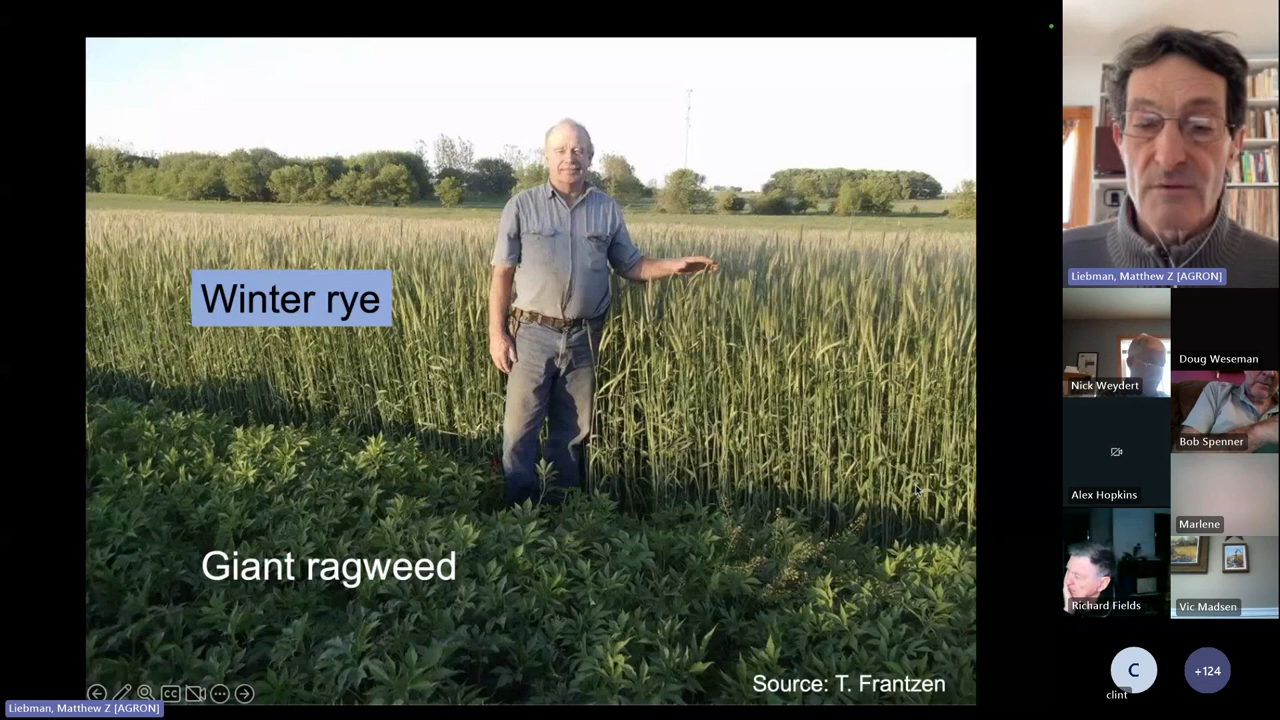 Winter rye
Giant ragweed
Source: T. Frantzen
CC
Liebman, Matthew Z [AGRON]
Liebman, Matthew Z [AGRON]
Nick Weydert
Doug Weseman
Bob Spenner
Alex Hopkins
Marlene
Richard Fields
Vic Madsen
C
clint
+124